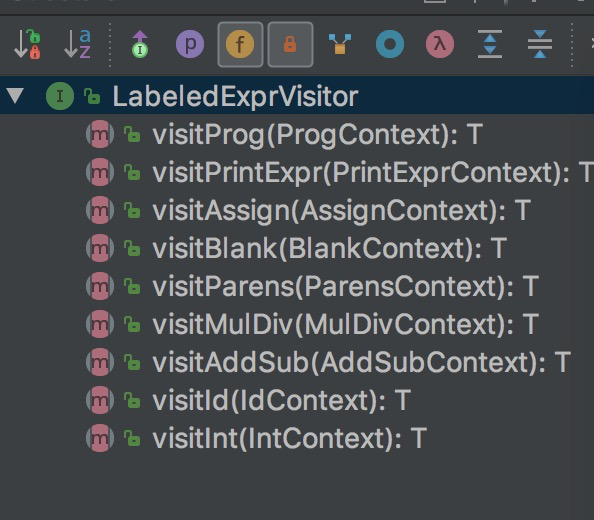 a
z
I
p
f
λ
I LabeledExprVisitor
m visitProg(ProgContext): T
m visitPrintExpr(PrintExprContext): T
m visitAssign(AssignContext): T
m visitBlank(BlankContext): T
m visitParens(ParensContext): T
m visitMulDiv(MulDivContext): T
m visitAddSub(AddSubContext): T
m visitId(IdContext): T
m visitInt(IntContext): T